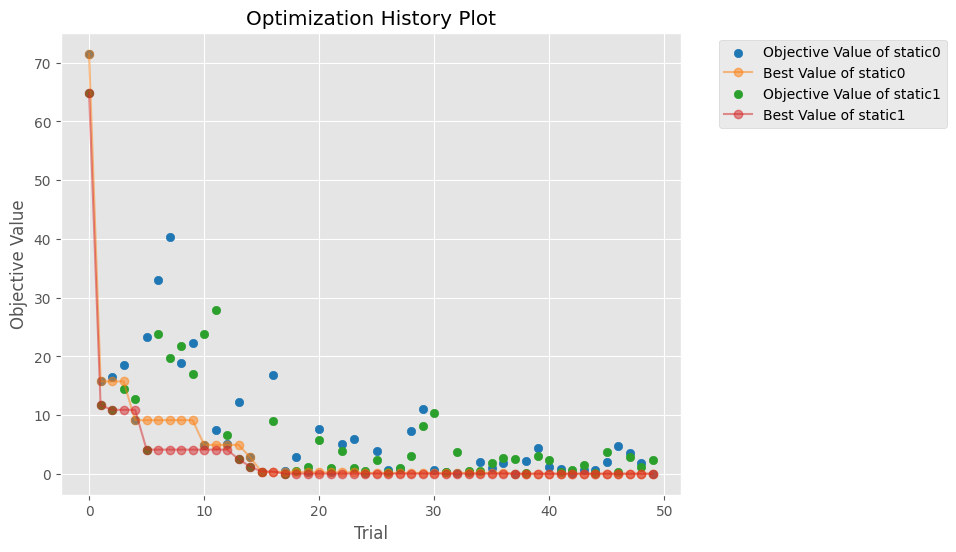 Optimization History Plot
Objective Value
70
60
50
40
30
20
10
0
0 10 20 30 40 50
Trial
Objective Value of static0
Best Value of static0
Objective Value of static1
Best Value of static1